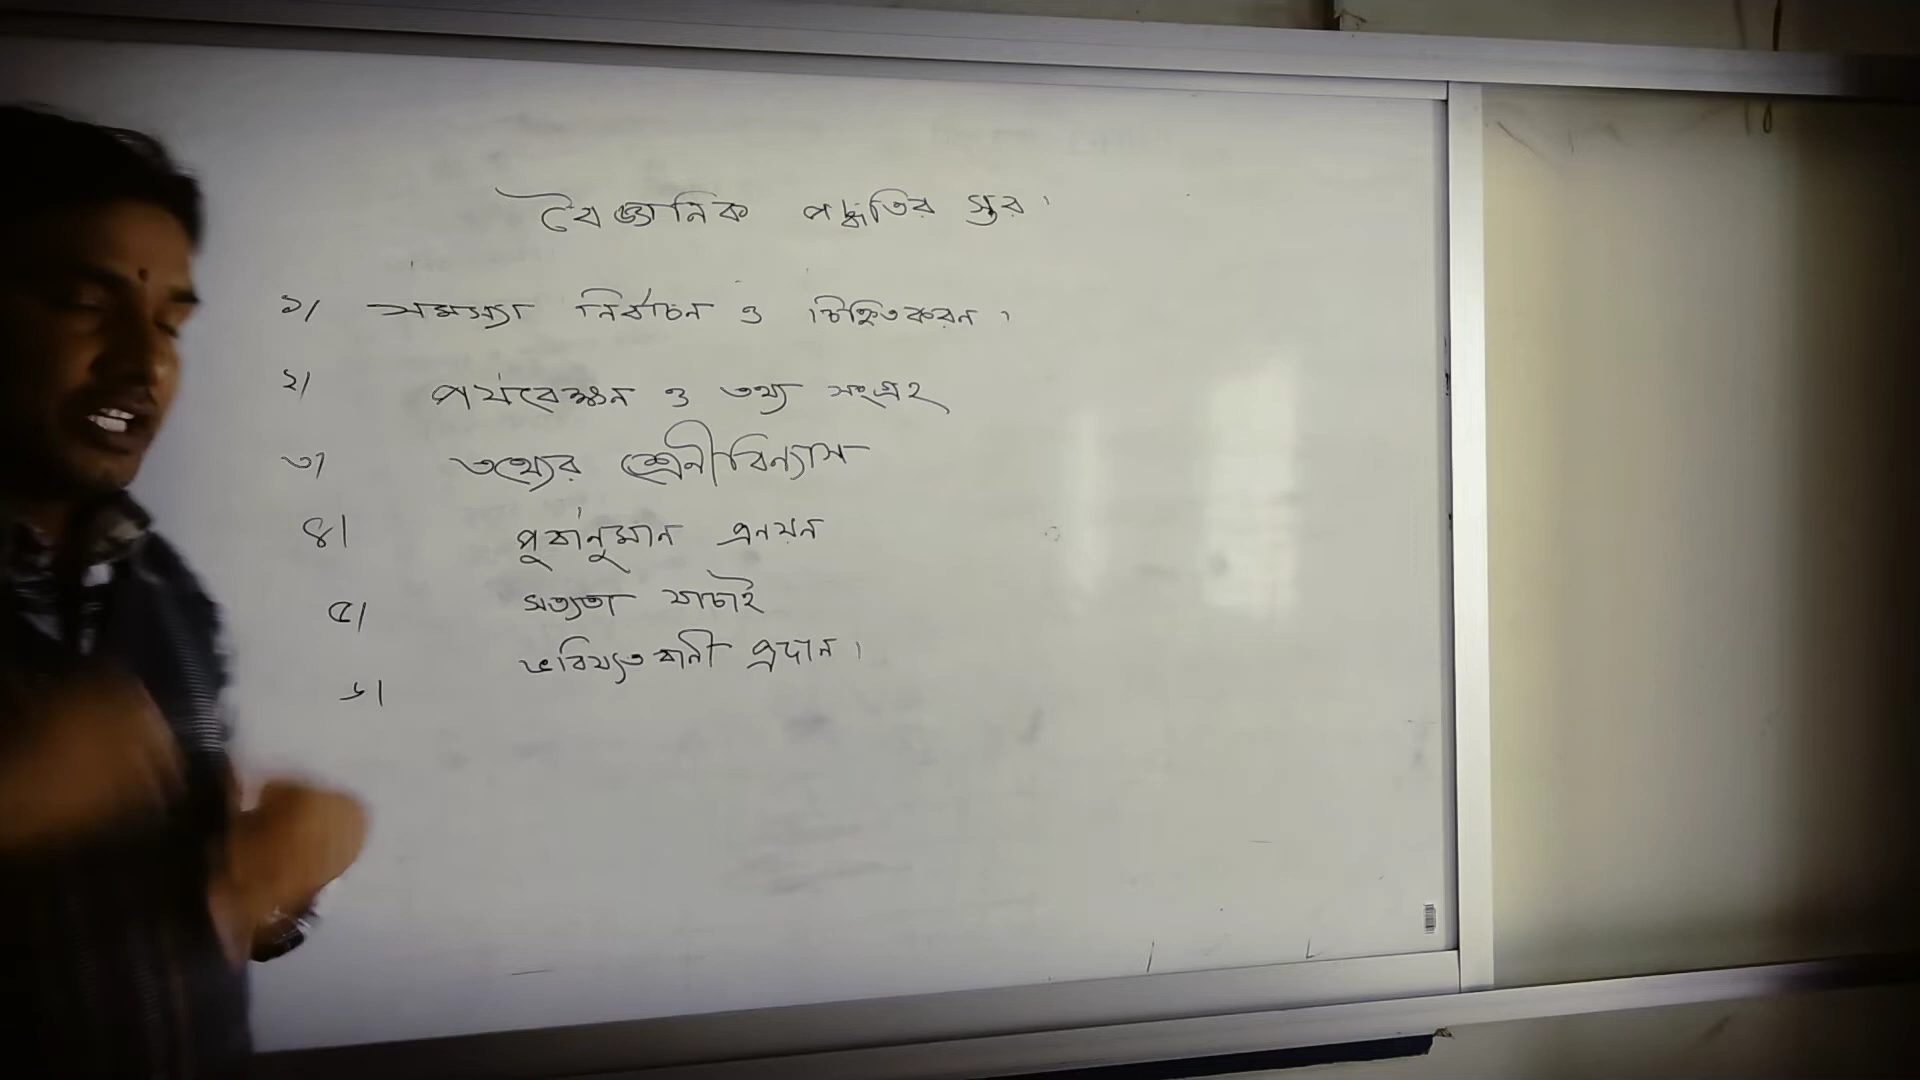 বৈজ্ঞানিক পদ্ধতির স্তর।
১/ সমস্যা নির্বাচন ও চিহ্নিতকরন।
২/ পর্যবেক্ষন ও তথ্য সংগ্রহ
৩/ তথ্যের শ্রেনীবিন্যাস
৪/ পূর্বানুমান প্রনয়ন
৫/ সত্যতা যাচাই
৬/ ভবিষ্যতবানী প্রদান।